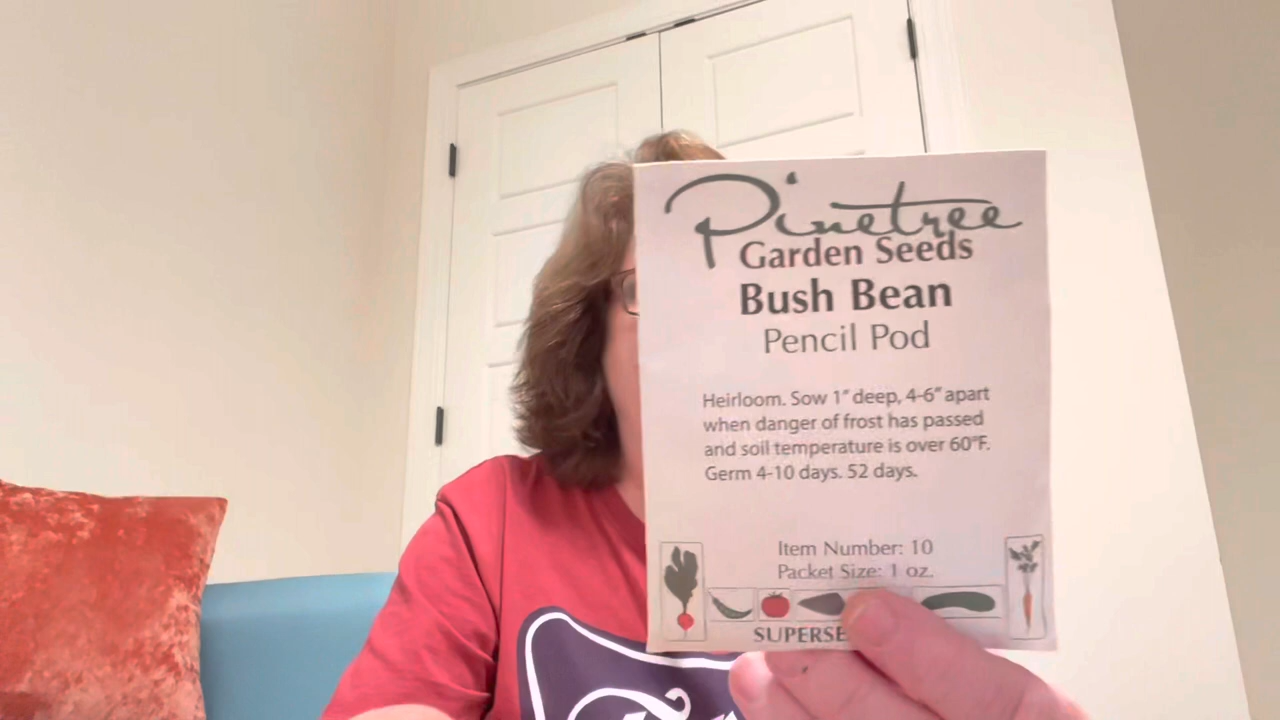 Pinetree
Garden Seeds
Bush Bean
Pencil Pod
Heirloom. Sow 1" deep, 4-6" apart
when danger of frost has passed
and soil temperature is over 60°F.
Germ 4-10 days. 52 days.
Item Number: 10
Packet Size: 1 oz.
SUPERSE